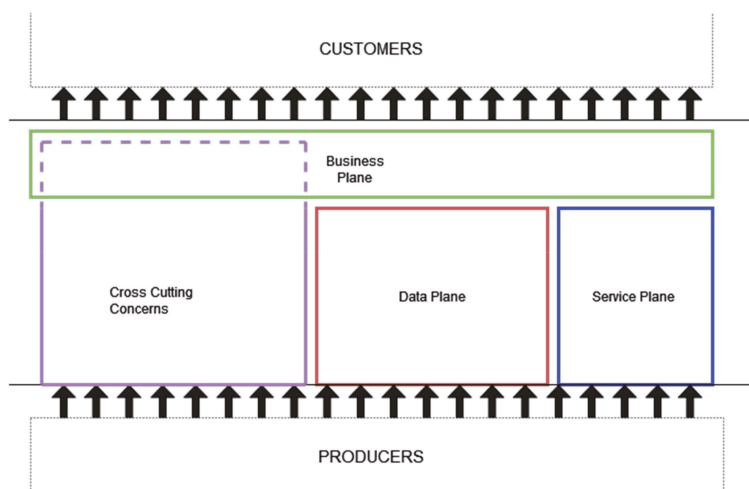 CUSTOMERS
Business
Plane
Cross Cutting
Concerns
Data Plane
Service Plane
PRODUCERS